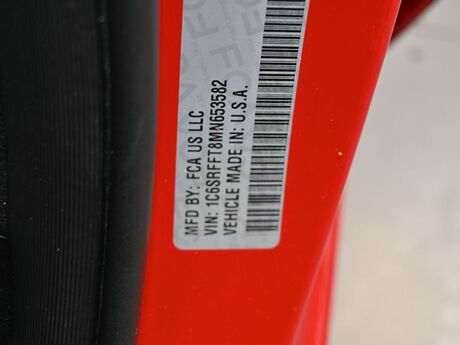 MFD BY: FCA US LLC
VIN: 1C6SRFFT8MN653582
VEHICLE MADE IN: U.S.A.